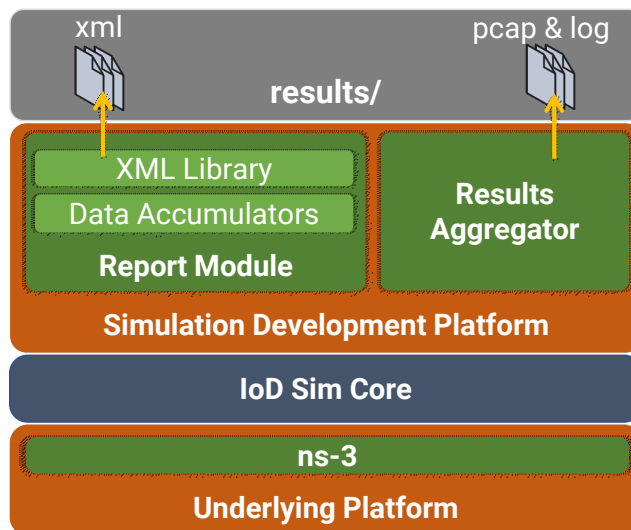 xml
pcap & log
results/
XML Library
Data Accumulators
Report Module
Results
Aggregator
Simulation Development Platform
IoD Sim Core
ns-3
Underlying Platform